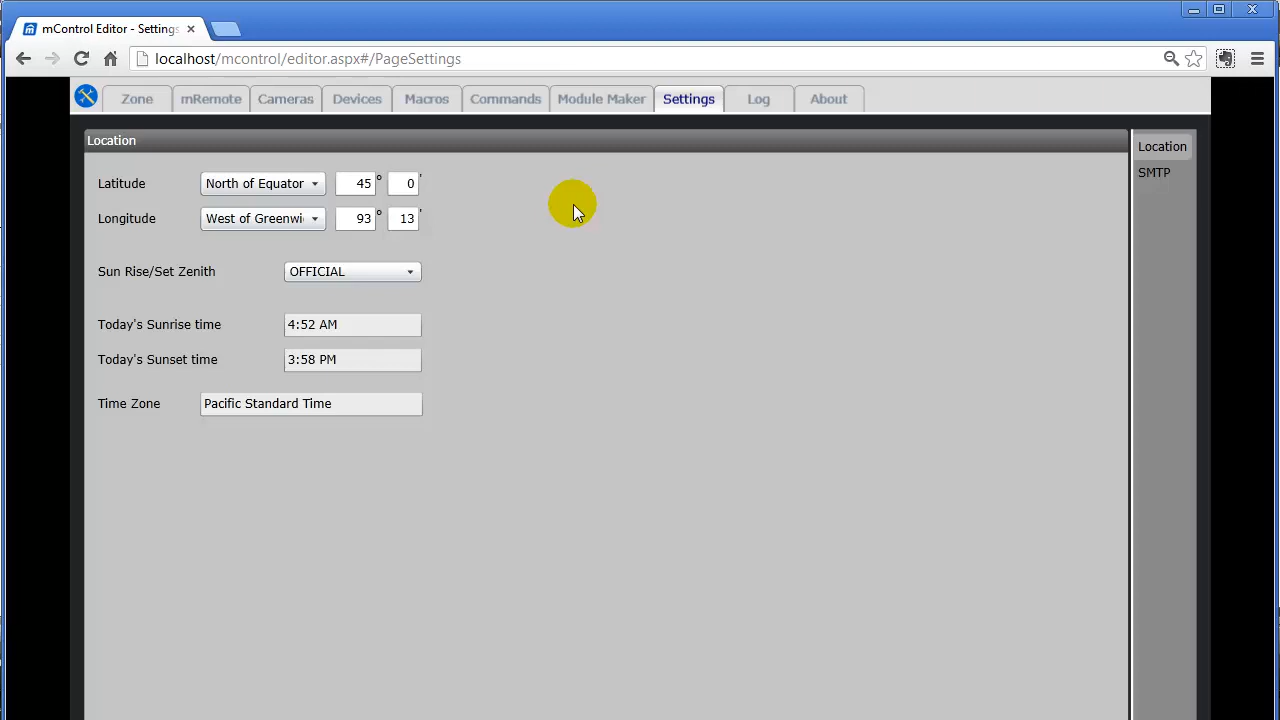 mControl Editor - Settings
localhost/mcontrol/editor.aspx#/PageSettings
Zone mRemote Cameras Devices Macros Commands Module Maker Settings Log About
Location
Location
SMTP
Latitude North of Equator 45 ° 0 '
Longitude West of Greenwi 93 ° 13 '
Sun Rise/Set Zenith OFFICIAL
Today's Sunrise time 4:52 AM
Today's Sunset time 3:58 PM
Time Zone Pacific Standard Time